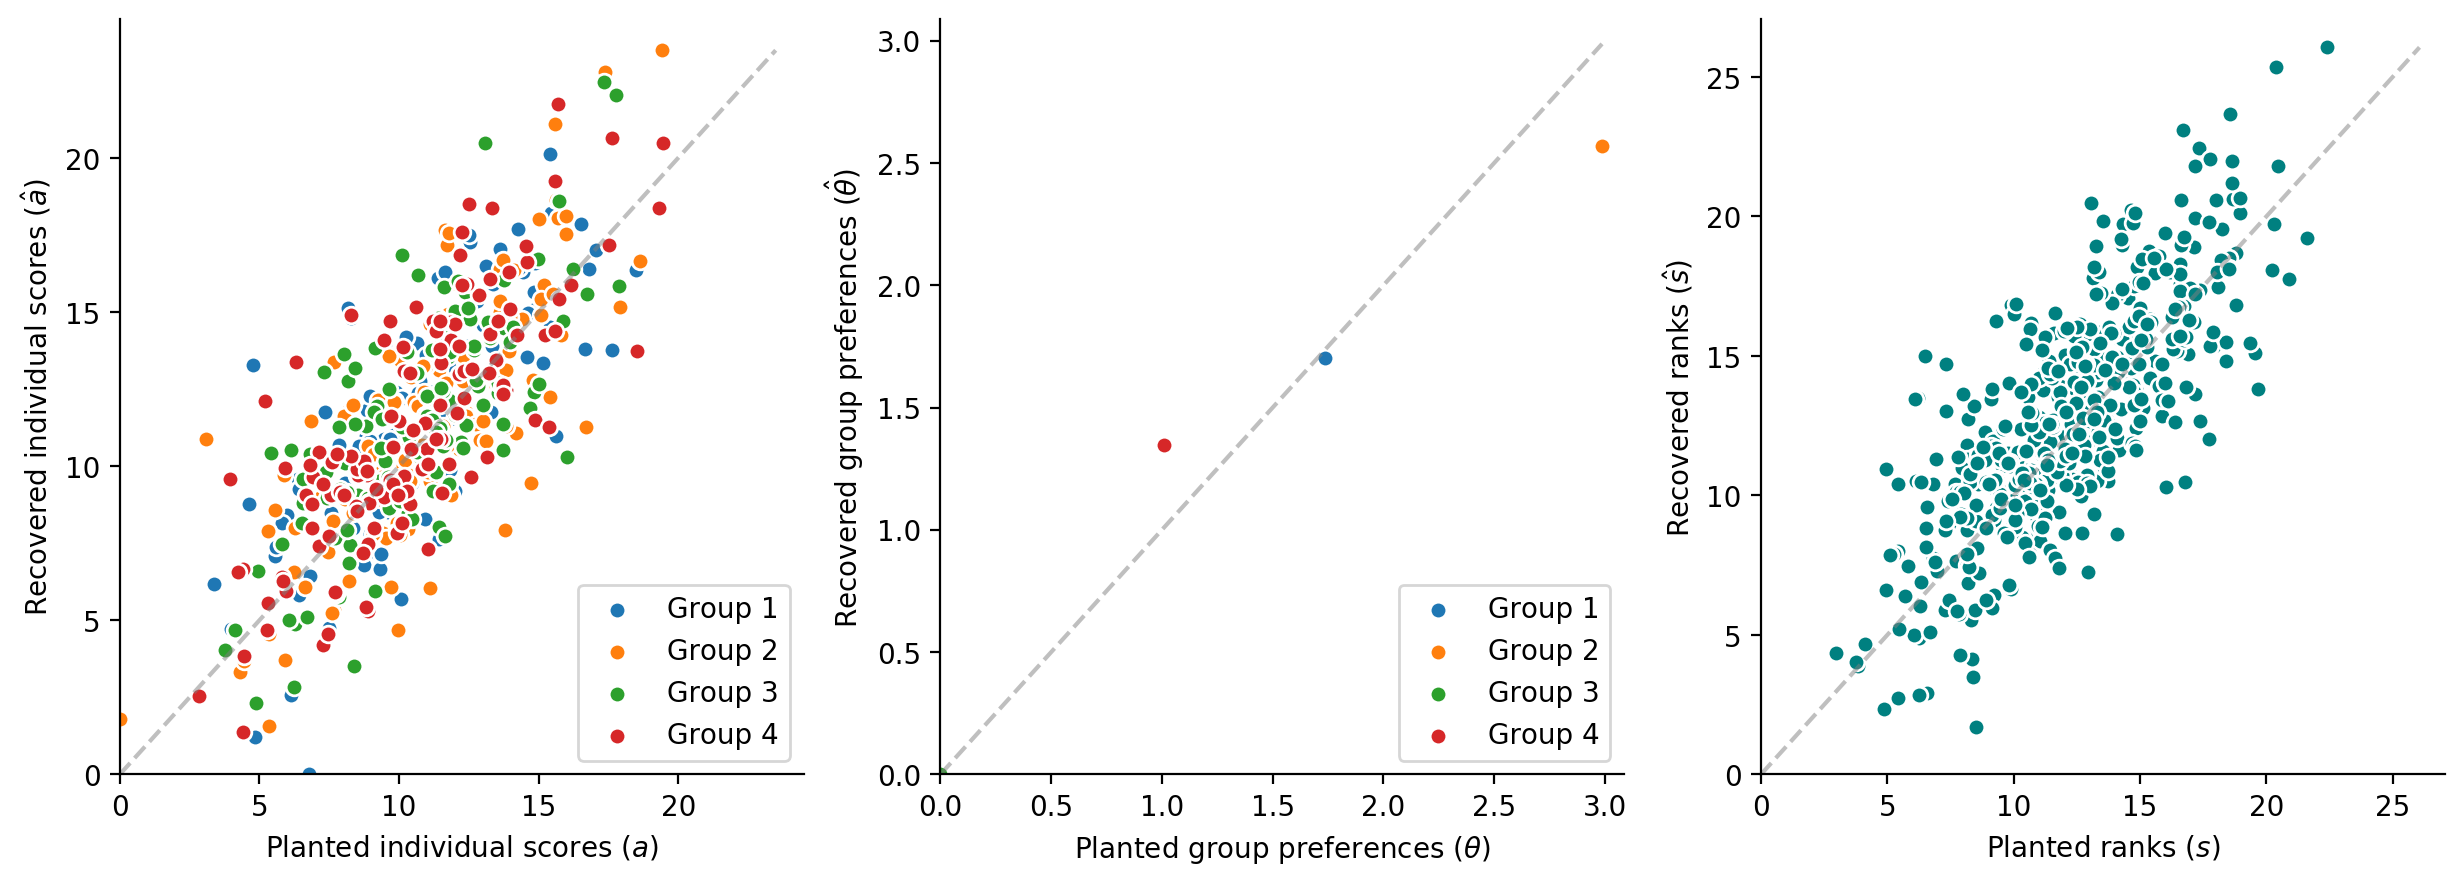 Recovered individual scores (â)
20
15
10
5
0
0 5 10 15 20
Planted individual scores (a)
Group 1
Group 2
Group 3
Group 4
Recovered group preferences (θ̂)
3.0
2.5
2.0
1.5
1.0
0.5
0.0
0.0 0.5 1.0 1.5 2.0 2.5 3.0
Planted group preferences (θ)
Group 1
Group 2
Group 3
Group 4
Recovered ranks (ŝ)
25
20
15
10
5
0
0 5 10 15 20 25
Planted ranks (s)